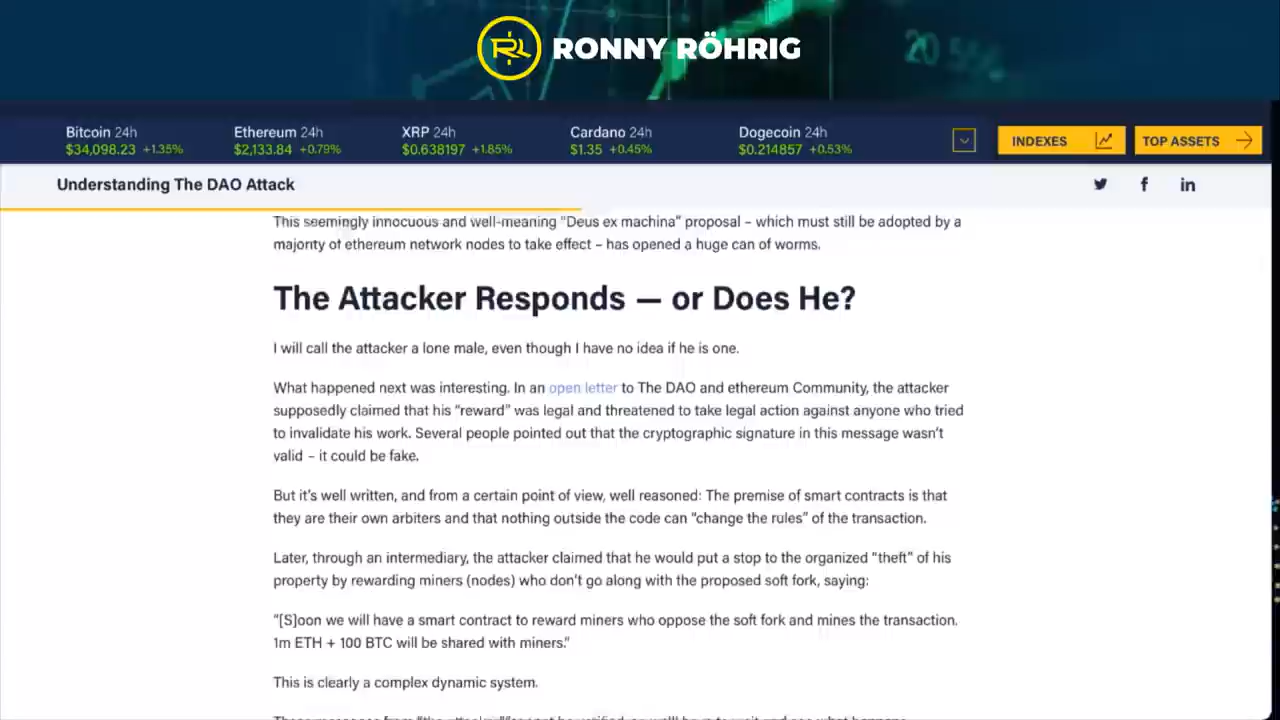 RL RONNY RÖHRIG
20 50%
Bitcoin 24h Ethereum 24h XRP 24h Cardano 24h Dogecoin 24h
$34,098.23 +1.35% $2,133.84 +0.79% $0.638197 +1.85% $1.35 +0.45% $0.214857 +0.53%
INDEXES TOP ASSETS
Understanding The DAO Attack
This seemingly innocuous and well-meaning “Deus ex machina” proposal – which must still be adopted by a
majority of ethereum network nodes to take effect – has opened a huge can of worms.
The Attacker Responds — or Does He?
I will call the attacker a lone male, even though I have no idea if he is one.
What happened next was interesting. In an open letter to The DAO and ethereum Community, the attacker
supposedly claimed that his “reward” was legal and threatened to take legal action against anyone who tried
to invalidate his work. Several people pointed out that the cryptographic signature in this message wasn’t
valid – it could be fake.
But it’s well written, and from a certain point of view, well reasoned: The premise of smart contracts is that
they are their own arbiters and that nothing outside the code can “change the rules” of the transaction.
Later, through an intermediary, the attacker claimed that he would put a stop to the organized “theft” of his
property by rewarding miners (nodes) who don’t go along with the proposed soft fork, saying:
“[S]oon we will have a smart contract to reward miners who oppose the soft fork and mines the transaction.
1m ETH + 100 BTC will be shared with miners.”
This is clearly a complex dynamic system.